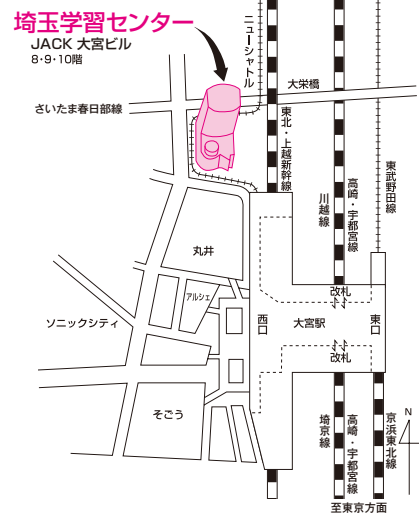 埼玉学習センター
JACK 大宮ビル
8・9・10階
ニューシャトル
大栄橋
さいたま春日部線
東北・上越新幹線
川越線
高崎・宇都宮線
東武野田線
丸井
アルシェ
改札
ソニックシティ
西口
大宮駅
東口
改札
そごう
埼京線
高崎・宇都宮線
京浜東北線
N
至東京方面